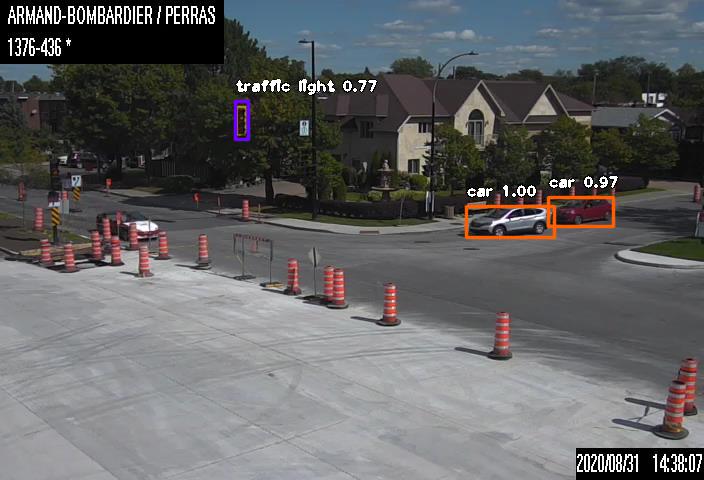 ARMAND-BOMBARDIER / PERRAS
1376-436 *
traffic light 0.77
car 1.00
car 0.97
2020/08/31 14:38:07